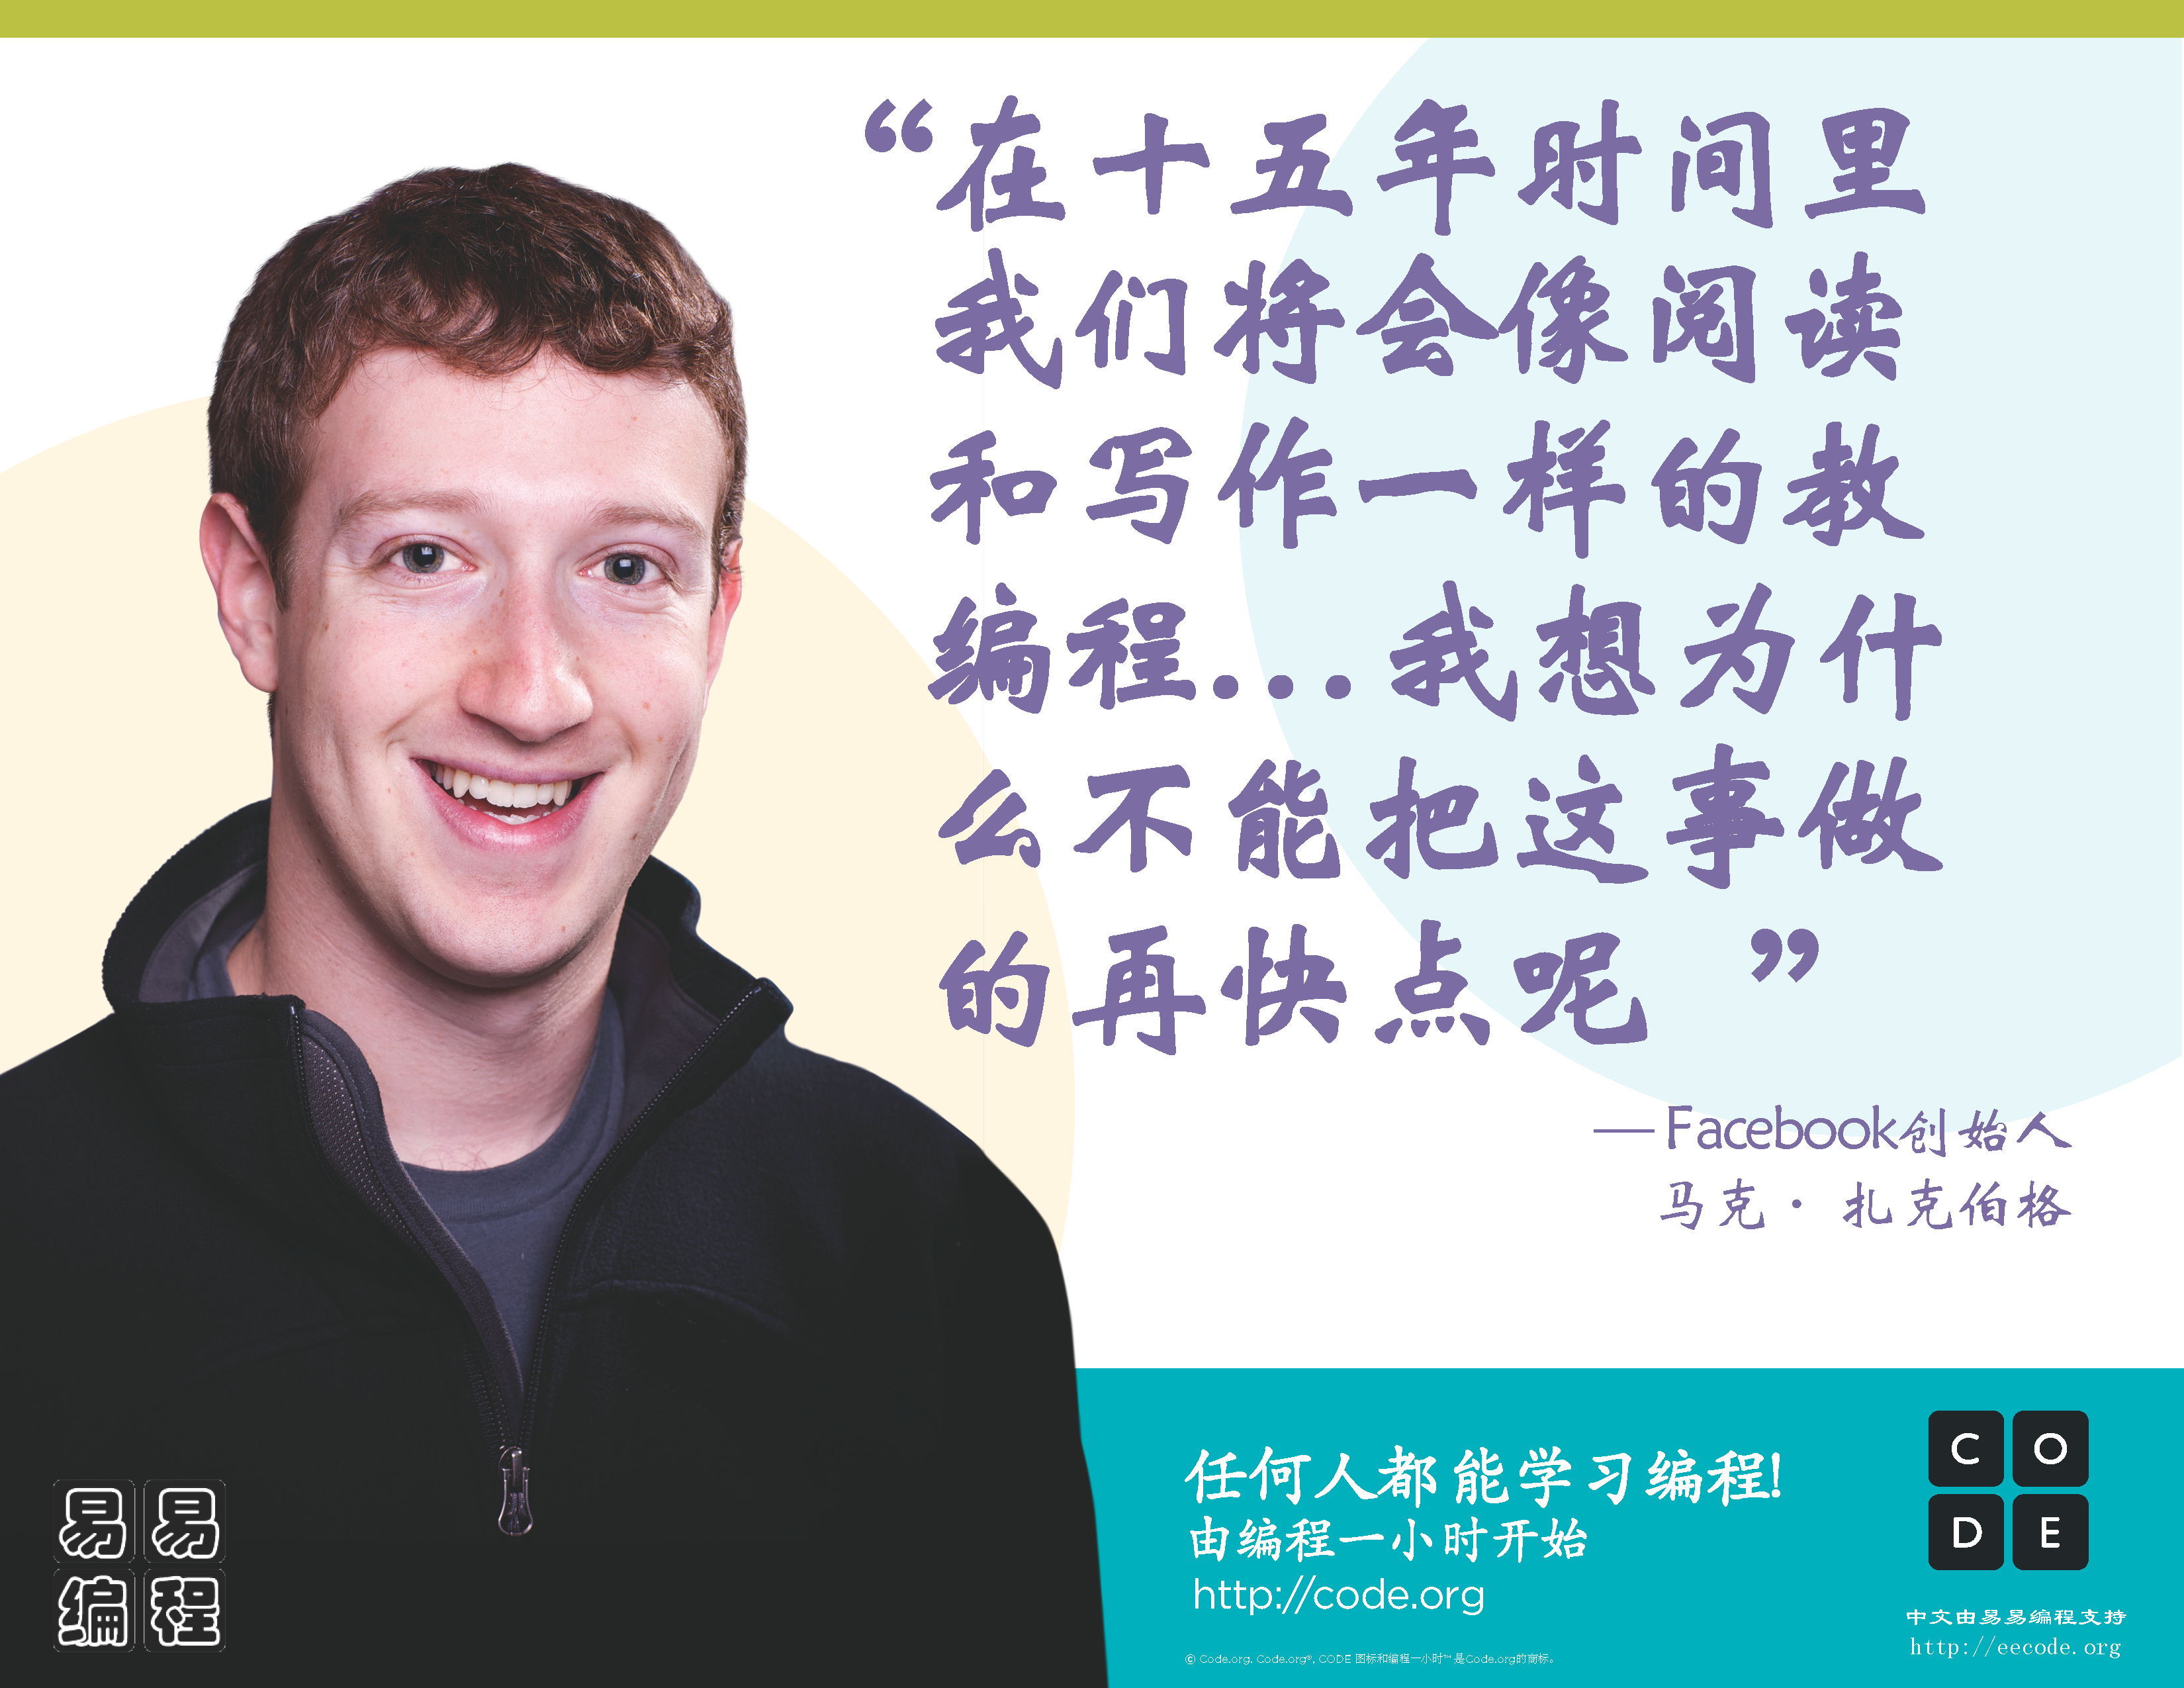 “在十五年时间里
我们将会像阅读
和写作一样的教
编程...我想为什
么不能把这事做
的再快点呢 ”
—Facebook创始人
马克· 扎克伯格
任何人都能学习编程!
由编程一小时开始
http://code.org
© Code.org. Code.org®, CODE 图标和编程一小时™ 是Code.org的商标。
C O
D E
中文由易易编程支持
http://eecode.org
易易
编程